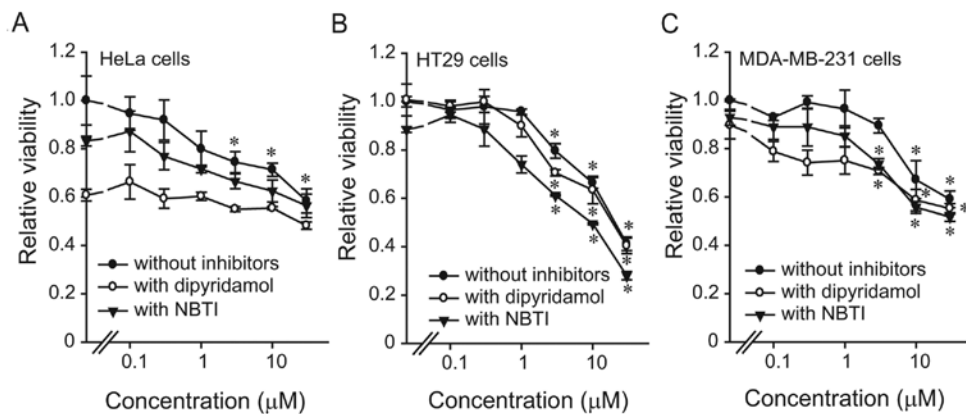 A
HeLa cells
Relative viability
1.2
1.0
0.8
0.6
0.4
0.2
0
without inhibitors
with dipyridamol
with NBTI
0.1
1
10
Concentration (μM)
B
HT29 cells
Relative viability
1.2
1.0
0.8
0.6
0.4
0.2
0
without inhibitors
with dipyridamol
with NBTI
0.1
1
10
Concentration (μM)
C
MDA-MB-231 cells
Relative viability
1.2
1.0
0.8
0.6
0.4
0.2
0
without inhibitors
with dipyridamol
with NBTI
0.1
1
10
Concentration (μM)